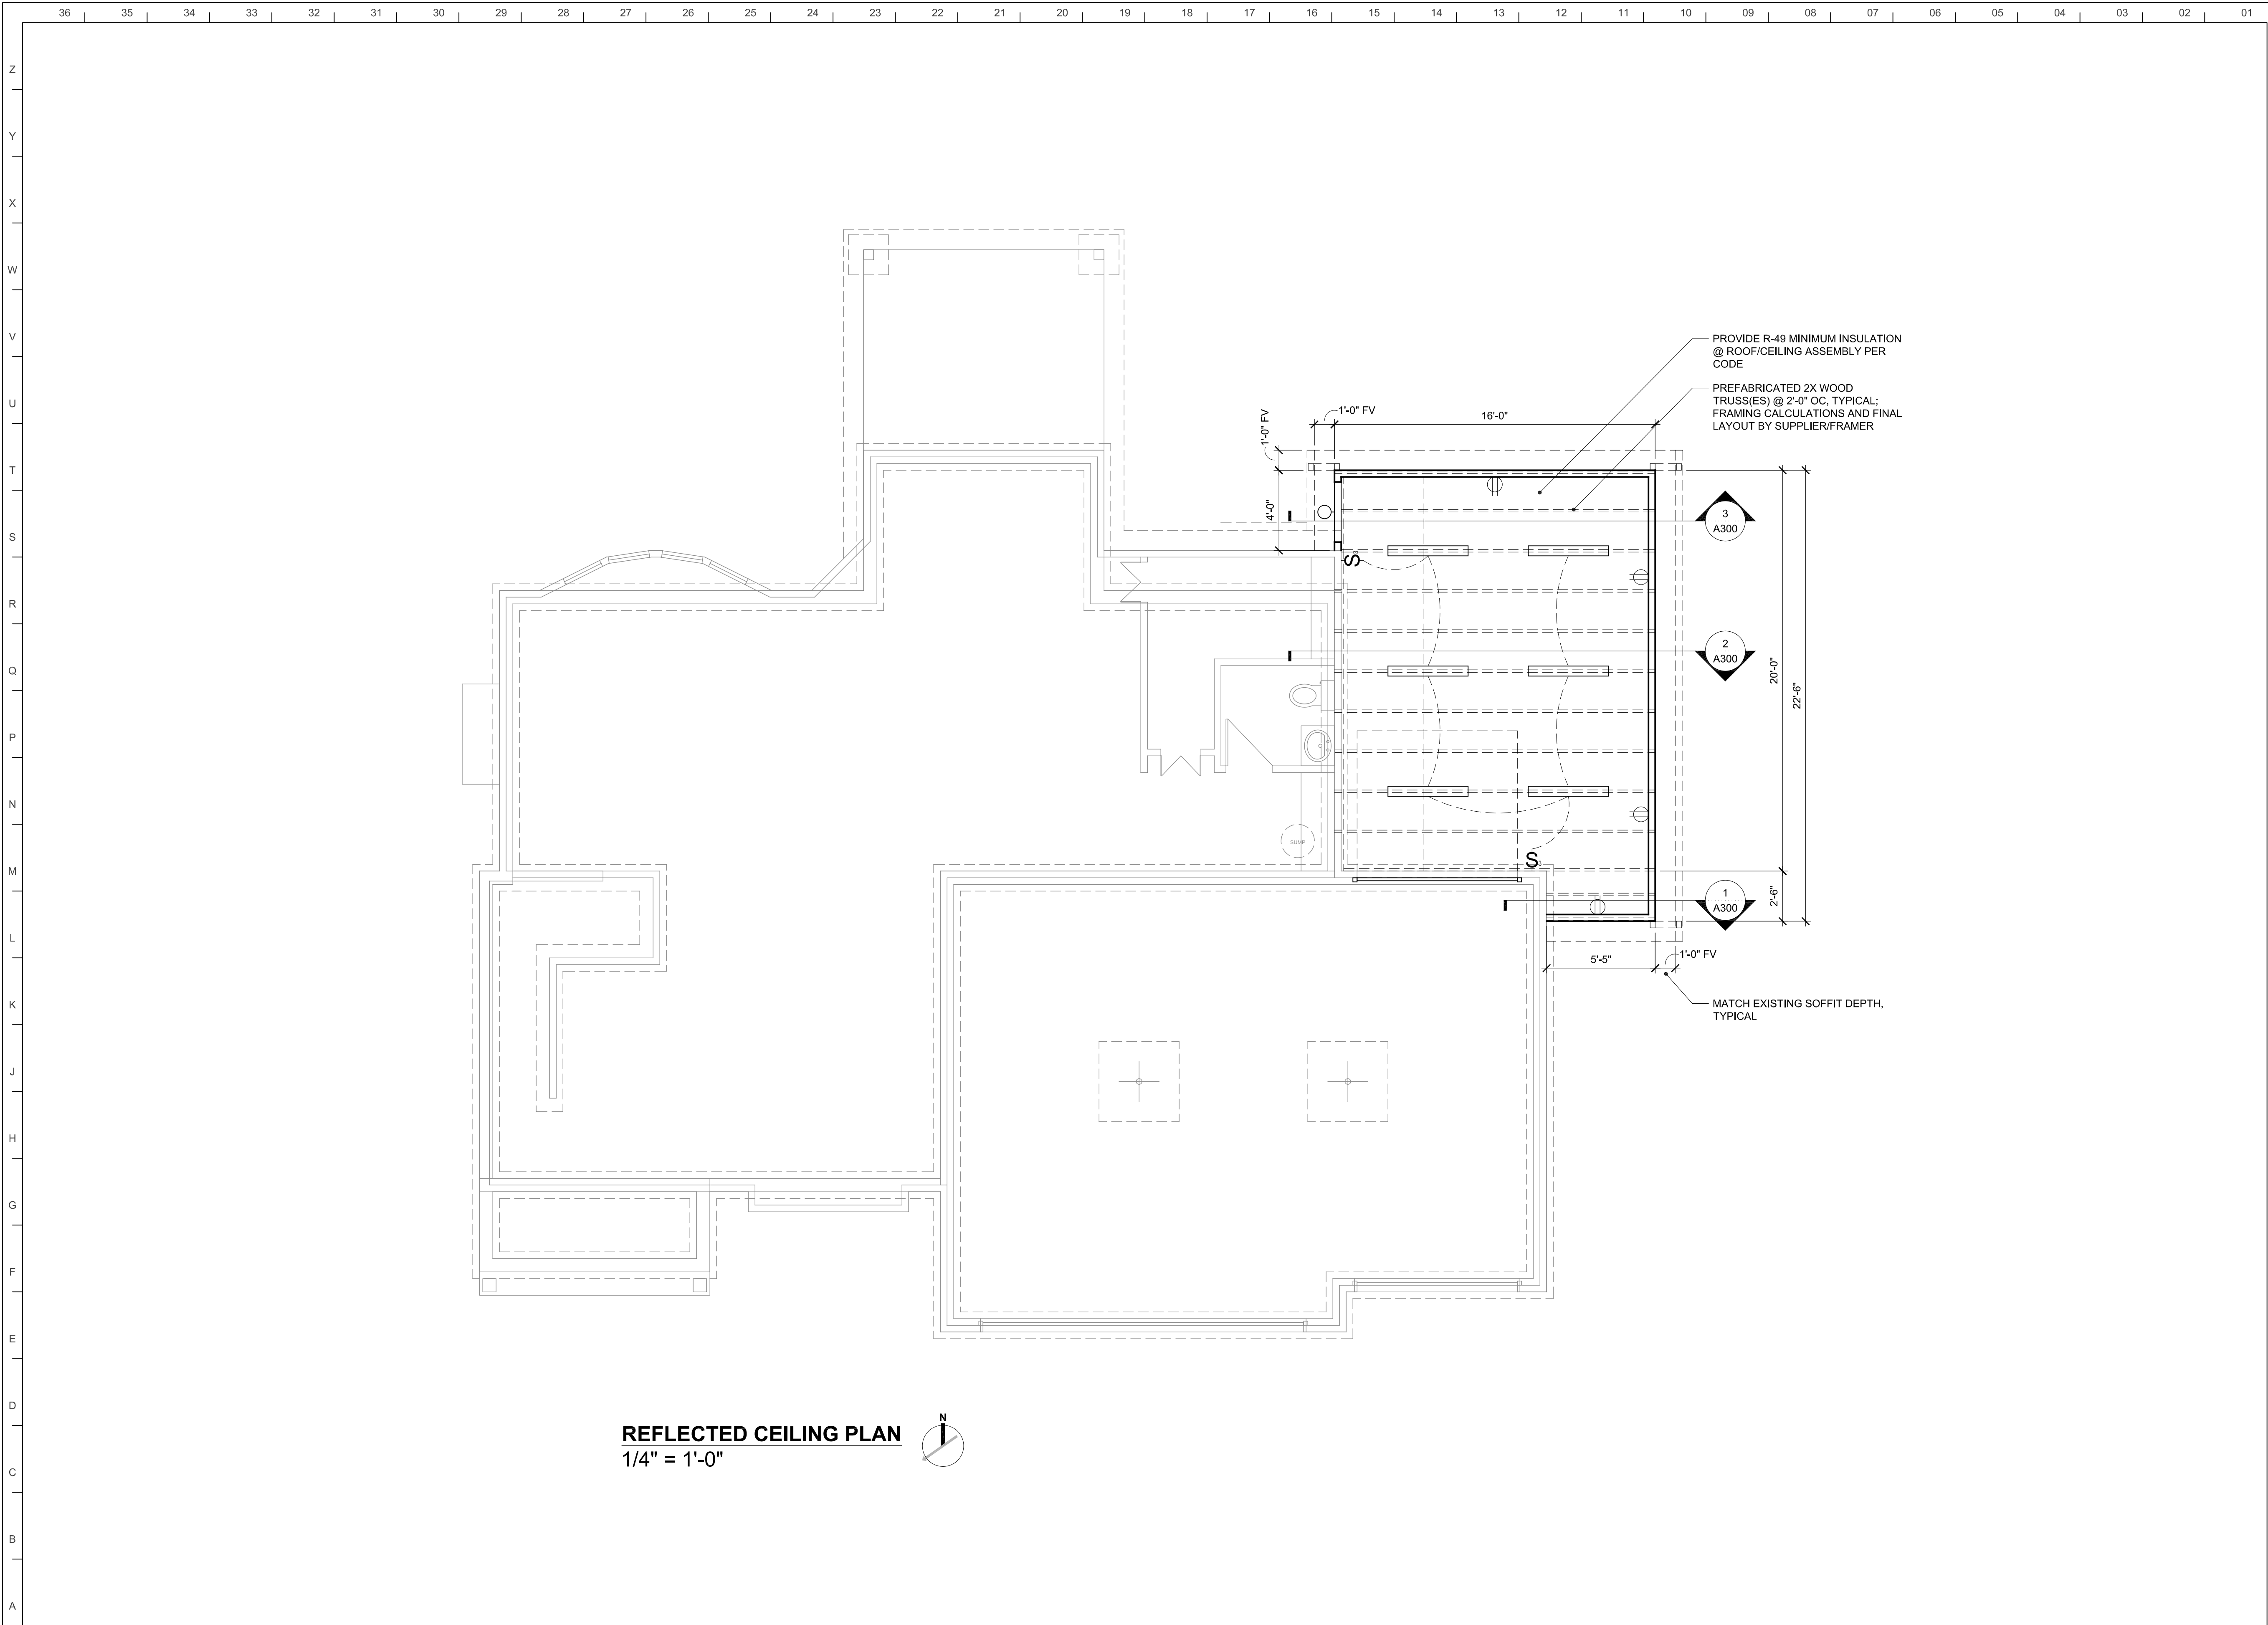 36 35 34 33 32 31 30 29 28 27 26 25 24 23 22 21 20 19 18 17 16 15 14 13 12 11 10 09 08 07 06 05 04 03 02 01
Z
Y
X
W
V
U
T
S
R
Q
P
N
M
L
K
J
H
G
F
E
D
C
B
A
PROVIDE R-49 MINIMUM INSULATION
@ ROOF/CEILING ASSEMBLY PER
CODE
PREFABRICATED 2X WOOD
TRUSS(ES) @ 2'-0" OC, TYPICAL;
FRAMING CALCULATIONS AND FINAL
LAYOUT BY SUPPLIER/FRAMER
1'-0" FV
1'-0" FV
16'-0"
4'-0"
3
A300
S3
2
A300
20'-0"
22'-6"
SUMP
S3
1
A300
2'-6"
5'-5"
1'-0" FV
MATCH EXISTING SOFFIT DEPTH,
TYPICAL
REFLECTED CEILING PLAN
1/4" = 1'-0"
N